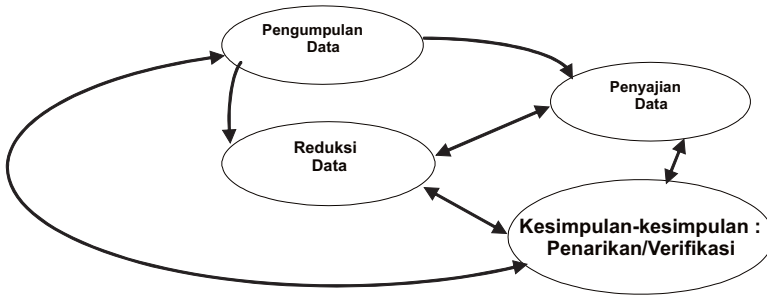 Pengumpulan
Data
Penyajian
Data
Reduksi
Data
Kesimpulan-kesimpulan :
Penarikan/Verifikasi